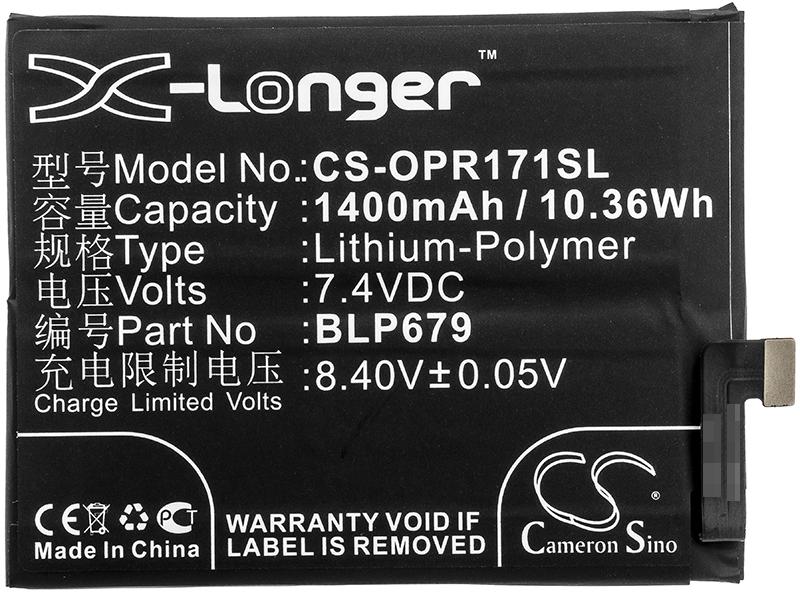 X-Longer™
型号Model No.: CS-OPR171SL
容量Capacity :1400mAh / 10.36Wh
规格Type :Lithium-Polymer
电压Volts :7.4VDC
编号Part No :BLP679
充电限制电压:8.40V±0.05V
Charge Limited Volts
CE PCT
Made In China
WARRANTY VOID IF
LABEL IS REMOVED
CS®
Cameron Sino